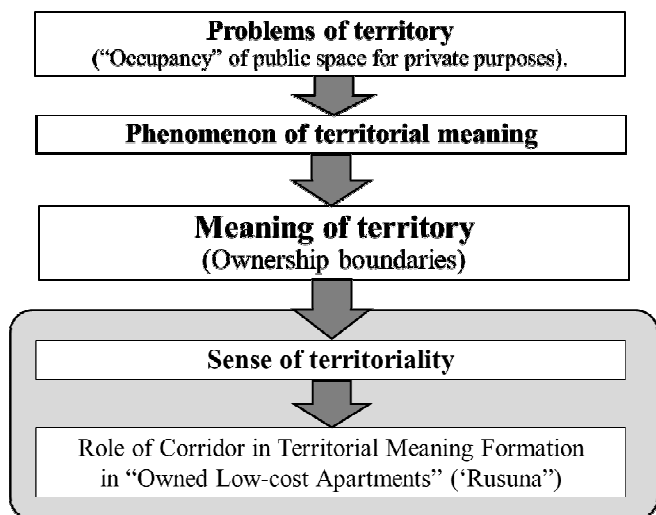 Problems of territory
(“Occupancy” of public space for private purposes).
Phenomenon of territorial meaning
Meaning of territory
(Ownership boundaries)
Sense of territoriality
Role of Corridor in Territorial Meaning Formation
in “Owned Low-cost Apartments” (‘Rusuna”)